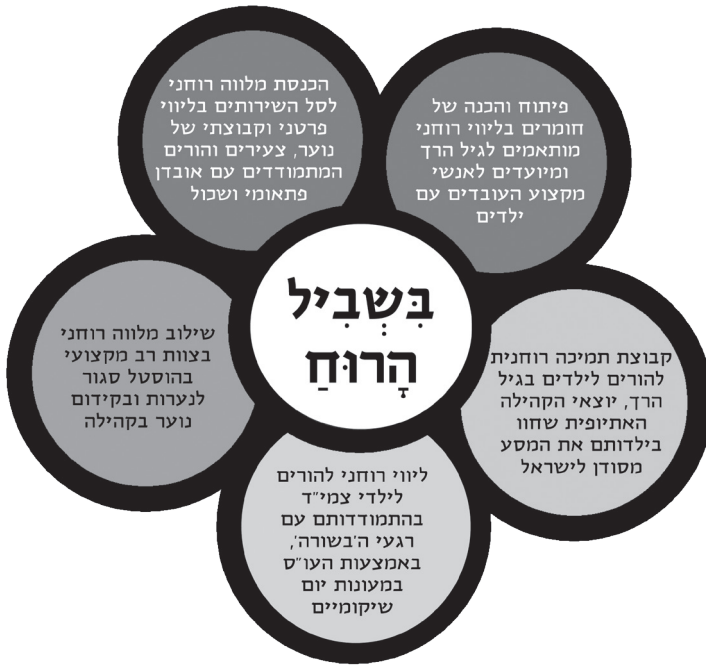 בִּשְׁבִיל
הָרוּחַ
פיתוח והכנה של
חומרים בליווי רוחני
מותאמים לגיל הרך
ומיועדים לאנשי
מקצוע העובדים עם
ילדים
קבוצת תמיכה רוחנית
להורים לילדים בגיל
הרך, יוצאי הקהילה
האתיופית שחוו
בילדותם את המסע
מסודן לישראל
ליווי רוחני להורים
לילדי צמי״ד
בהתמודדותם עם
רגעי ה'בשורה',
באמצעות העו״ס
במעונות יום
שיקומיים
שילוב מלווה רוחני
בצוות רב מקצועי
בהוסטל סגור
לנערות ובקידום
נוער בקהילה
הכנסת מלווה רוחני
לסל השירותים בליווי
פרטני וקבוצתי של
נוער, צעירים והורים
המתמודדים עם אובדן
פתאומי ושכול